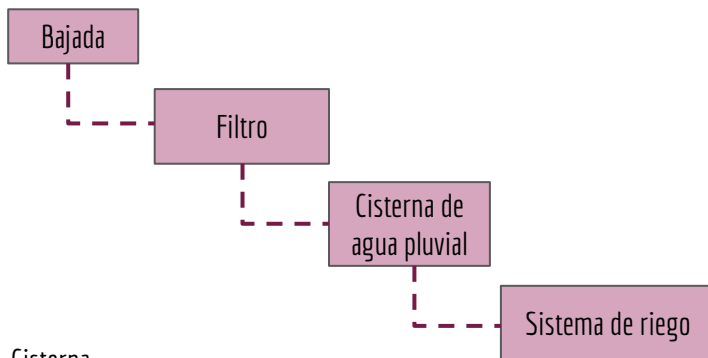 Bajada
Filtro
Cisterna de
agua pluvial
Sistema de riego
Cisterna